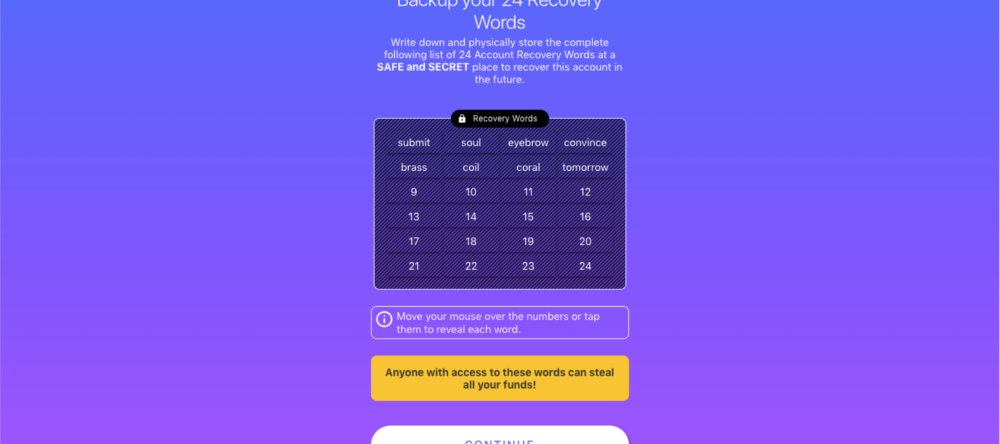 Backup your 24 Recovery
Words
Write down and physically store the complete
following list of 24 Account Recovery Words at a
SAFE and SECRET place to recover this account in
the future.
Recovery Words
submit soul eyebrow convince
brass coil coral tomorrow
9 10 11 12
13 14 15 16
17 18 19 20
21 22 23 24
Move your mouse over the numbers or tap
them to reveal each word.
Anyone with access to these words can steal
all your funds!
CONTINUE